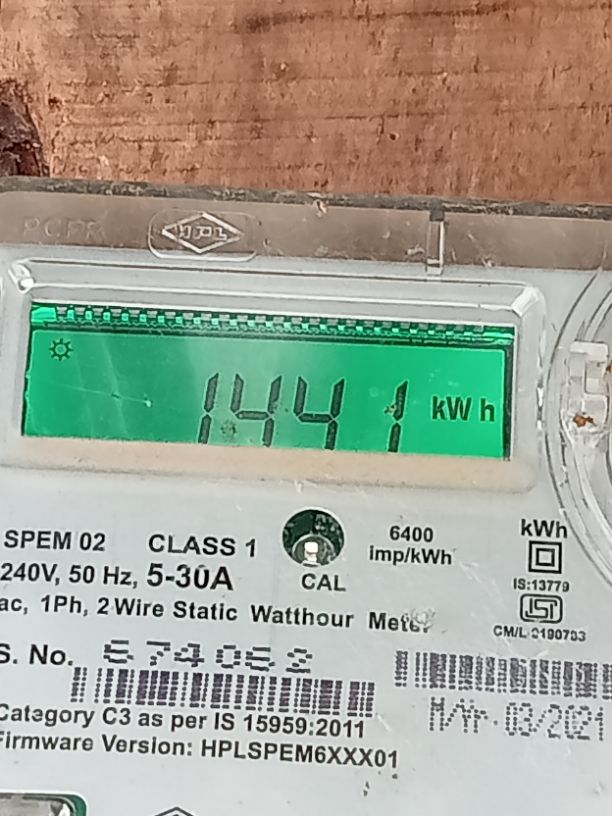 HPL
1441 kWh
SPEM 02 CLASS 1
6400
imp/kWh
kWh
240V, 50 Hz, 5-30A
CAL
IS:13779
ac, 1Ph, 2 Wire Static Watthour Meter
ISI
CM/L
S. No. 674052
M/Yr. 03/2021
Category C3 as per IS 15959:2011
Firmware Version: HPLSPEM6XXX01